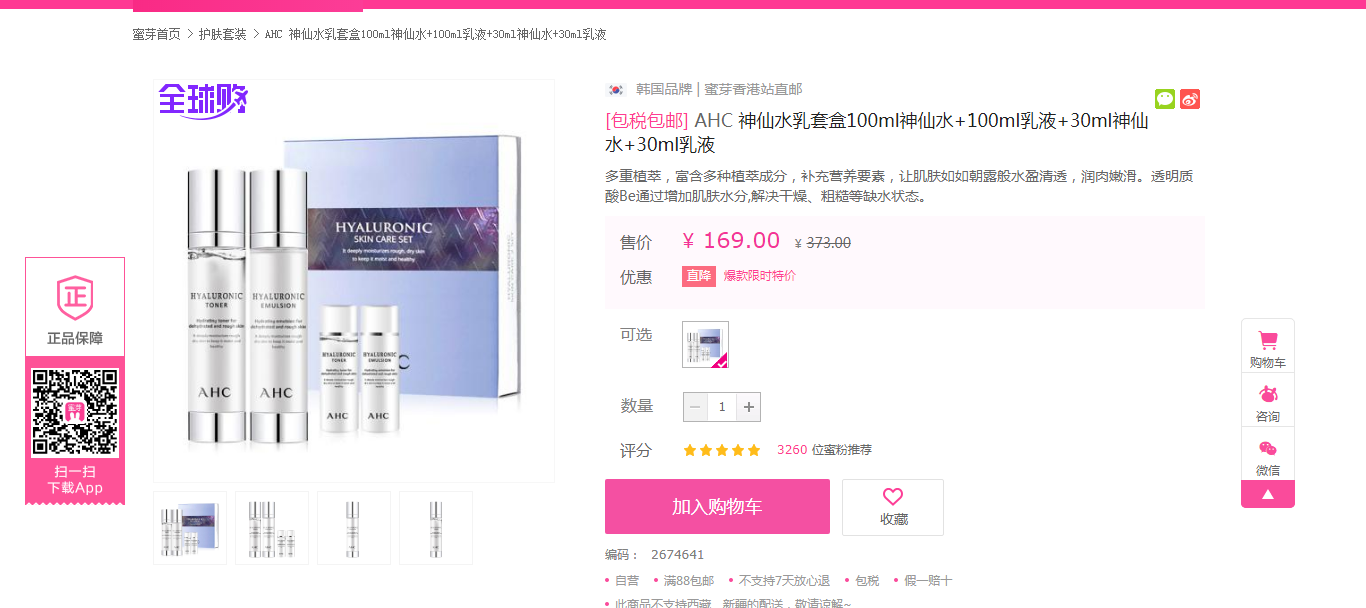 蜜芽首页 > 护肤套装 > AHC 神仙水乳套盒100ml神仙水+100ml乳液+30ml神仙水+30ml乳液
全球购
HYALURONIC
SKIN CARE SET
It deeply moisturizes rough, dry skin
to keep it moist and healthy
HYALURONIC
TONER
HYALURONIC
EMULSION
AHC
AHC
HYALURONIC
TONER
HYALURONIC
EMULSION
AHC
AHC
韩国品牌 | 蜜芽香港站直邮
[包税包邮] AHC 神仙水乳套盒100ml神仙水+100ml乳液+30ml神仙
水+30ml乳液
多重植萃，富含多种植萃成分，补充营养要素，让肌肤如如朝露般水盈清透，润肉嫩滑。透明质
酸Be通过增加肌肤水分,解决干燥、粗糙等缺水状态。
售价 ¥ 169.00 ¥ 373.00
优惠 直降 爆款限时特价
可选
数量 － 1 +
评分 3260 位蜜粉推荐
加入购物车
收藏
编码： 2674641
• 自营 • 满88包邮 • 不支持7天放心退 • 包税 • 假一赔十
• 此商品不支持西藏、新疆的配送，敬请谅解~
正
正品保障
蜜芽
扫一扫
下载App
购物车
咨询
微信